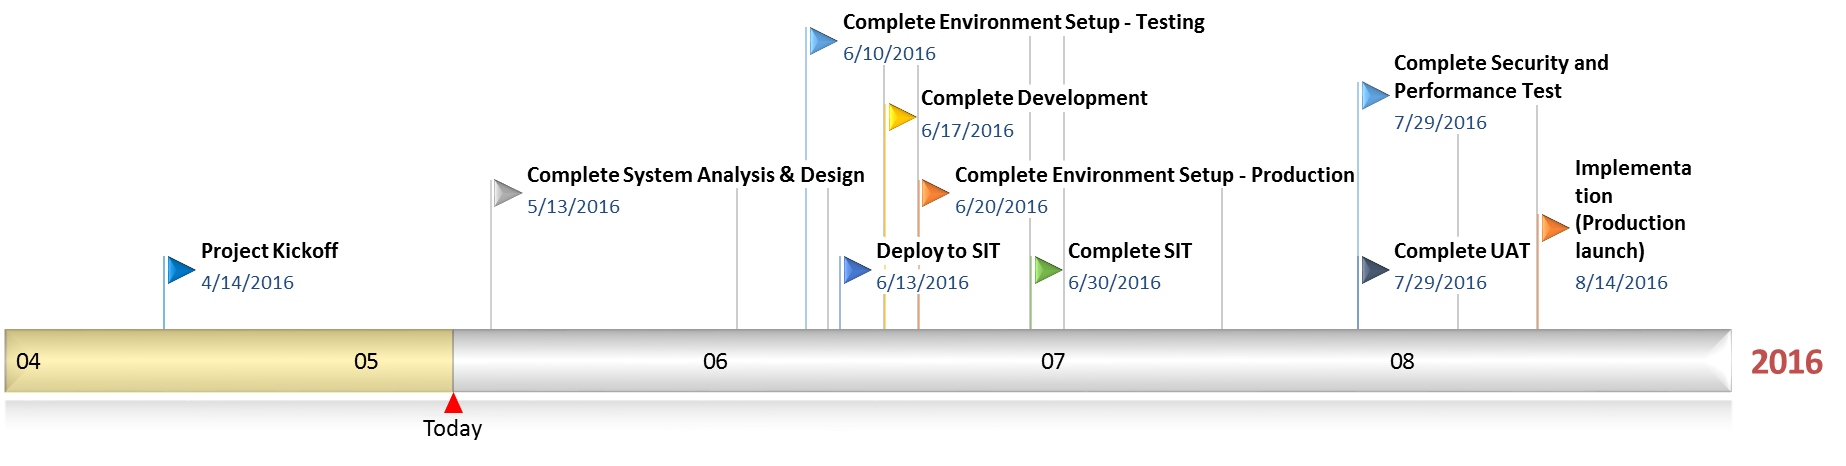 Complete Environment Setup - Testing
6/10/2016
Complete Security and
Performance Test
7/29/2016
Complete Development
6/17/2016
Complete System Analysis & Design
5/13/2016
Complete Environment Setup - Production
6/20/2016
Implementa
tion
(Production
launch)
8/14/2016
Project Kickoff
4/14/2016
Deploy to SIT
6/13/2016
Complete SIT
6/30/2016
Complete UAT
7/29/2016
04 05 06 07 08 2016
Today